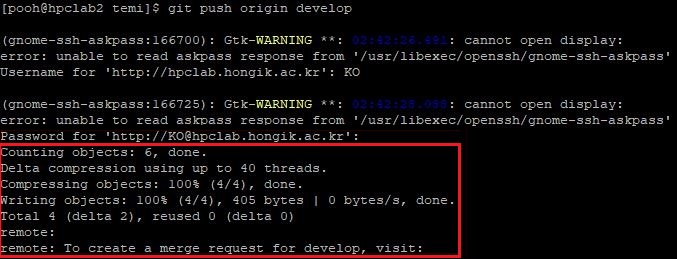 [pooh@hpclab2 temi]$ git push origin develop
(gnome-ssh-askpass:166700): Gtk-WARNING **: 02:42:26.491: cannot open display:
error: unable to read askpass response from '/usr/libexec/openssh/gnome-ssh-askpass'
Username for 'http://hpclab.hongik.ac.kr': KO
(gnome-ssh-askpass:166725): Gtk-WARNING **: cannot open display:
error: unable to read askpass response from '/usr/libexec/openssh/gnome-ssh-askpass'
Password for 'http://KO@hpclab.hongik.ac.kr':
Counting objects: 6, done.
Delta compression using up to 40 threads.
Compressing objects: 100% (4/4), done.
Writing objects: 100% (4/4), 405 bytes | 0 bytes/s, done.
Total 4 (delta 2), reused 0 (delta 0)
remote:
remote: To create a merge request for develop, visit: